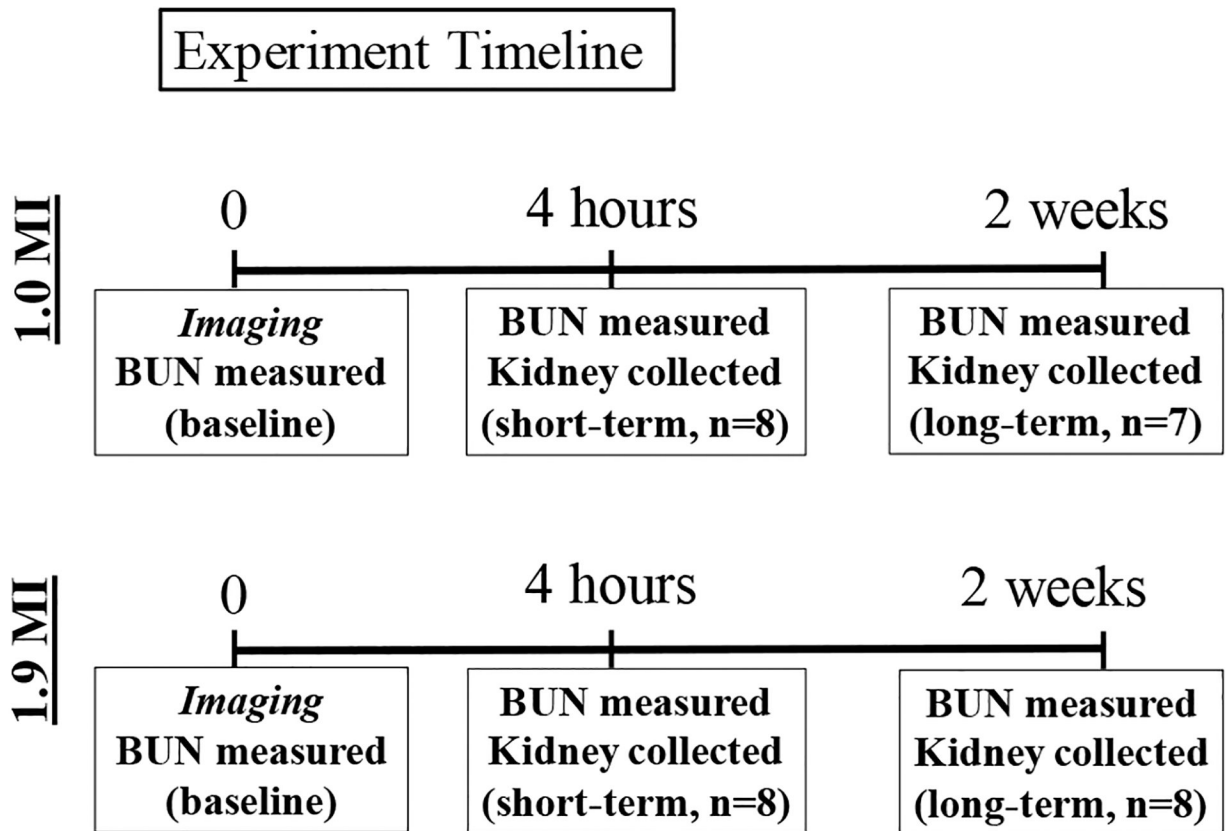 Experiment Timeline
1.0 MI
0
4 hours
2 weeks
Imaging
BUN measured
(baseline)
BUN measured
Kidney collected
(short-term, n=8)
BUN measured
Kidney collected
(long-term, n=7)
1.9 MI
0
4 hours
2 weeks
Imaging
BUN measured
(baseline)
BUN measured
Kidney collected
(short-term, n=8)
BUN measured
Kidney collected
(long-term, n=8)